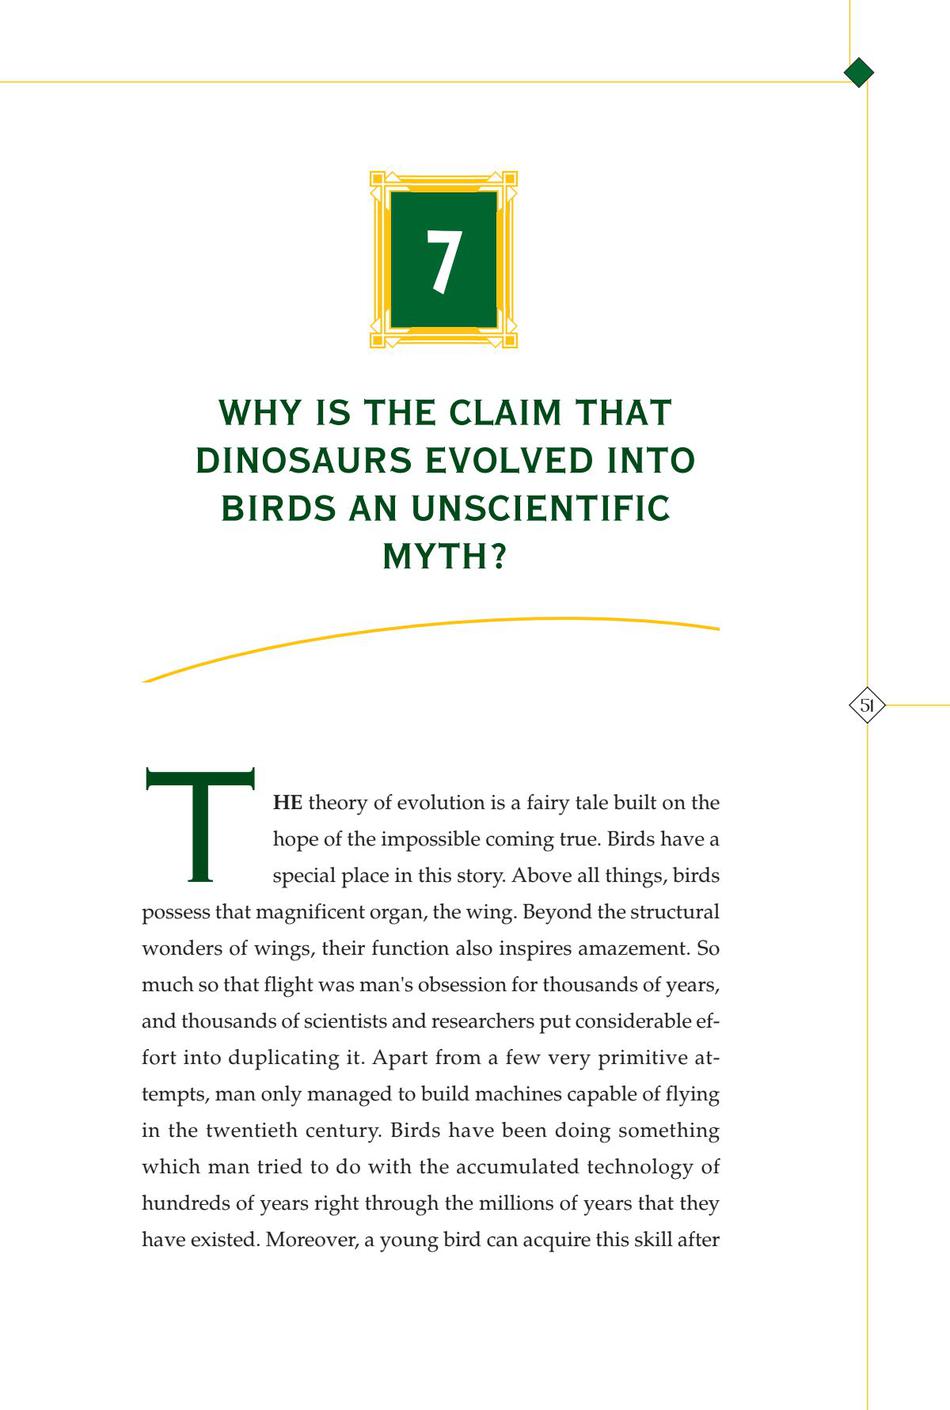 7
WHY IS THE CLAIM THAT
DINOSAURS EVOLVED INTO
BIRDS AN UNSCIENTIFIC
MYTH?
51
THE theory of evolution is a fairy tale built on the
hope of the impossible coming true. Birds have a
special place in this story. Above all things, birds
possess that magnificent organ, the wing. Beyond the structural
wonders of wings, their function also inspires amazement. So
much so that flight was man's obsession for thousands of years,
and thousands of scientists and researchers put considerable ef-
fort into duplicating it. Apart from a few very primitive at-
tempts, man only managed to build machines capable of flying
in the twentieth century. Birds have been doing something
which man tried to do with the accumulated technology of
hundreds of years right through the millions of years that they
have existed. Moreover, a young bird can acquire this skill after